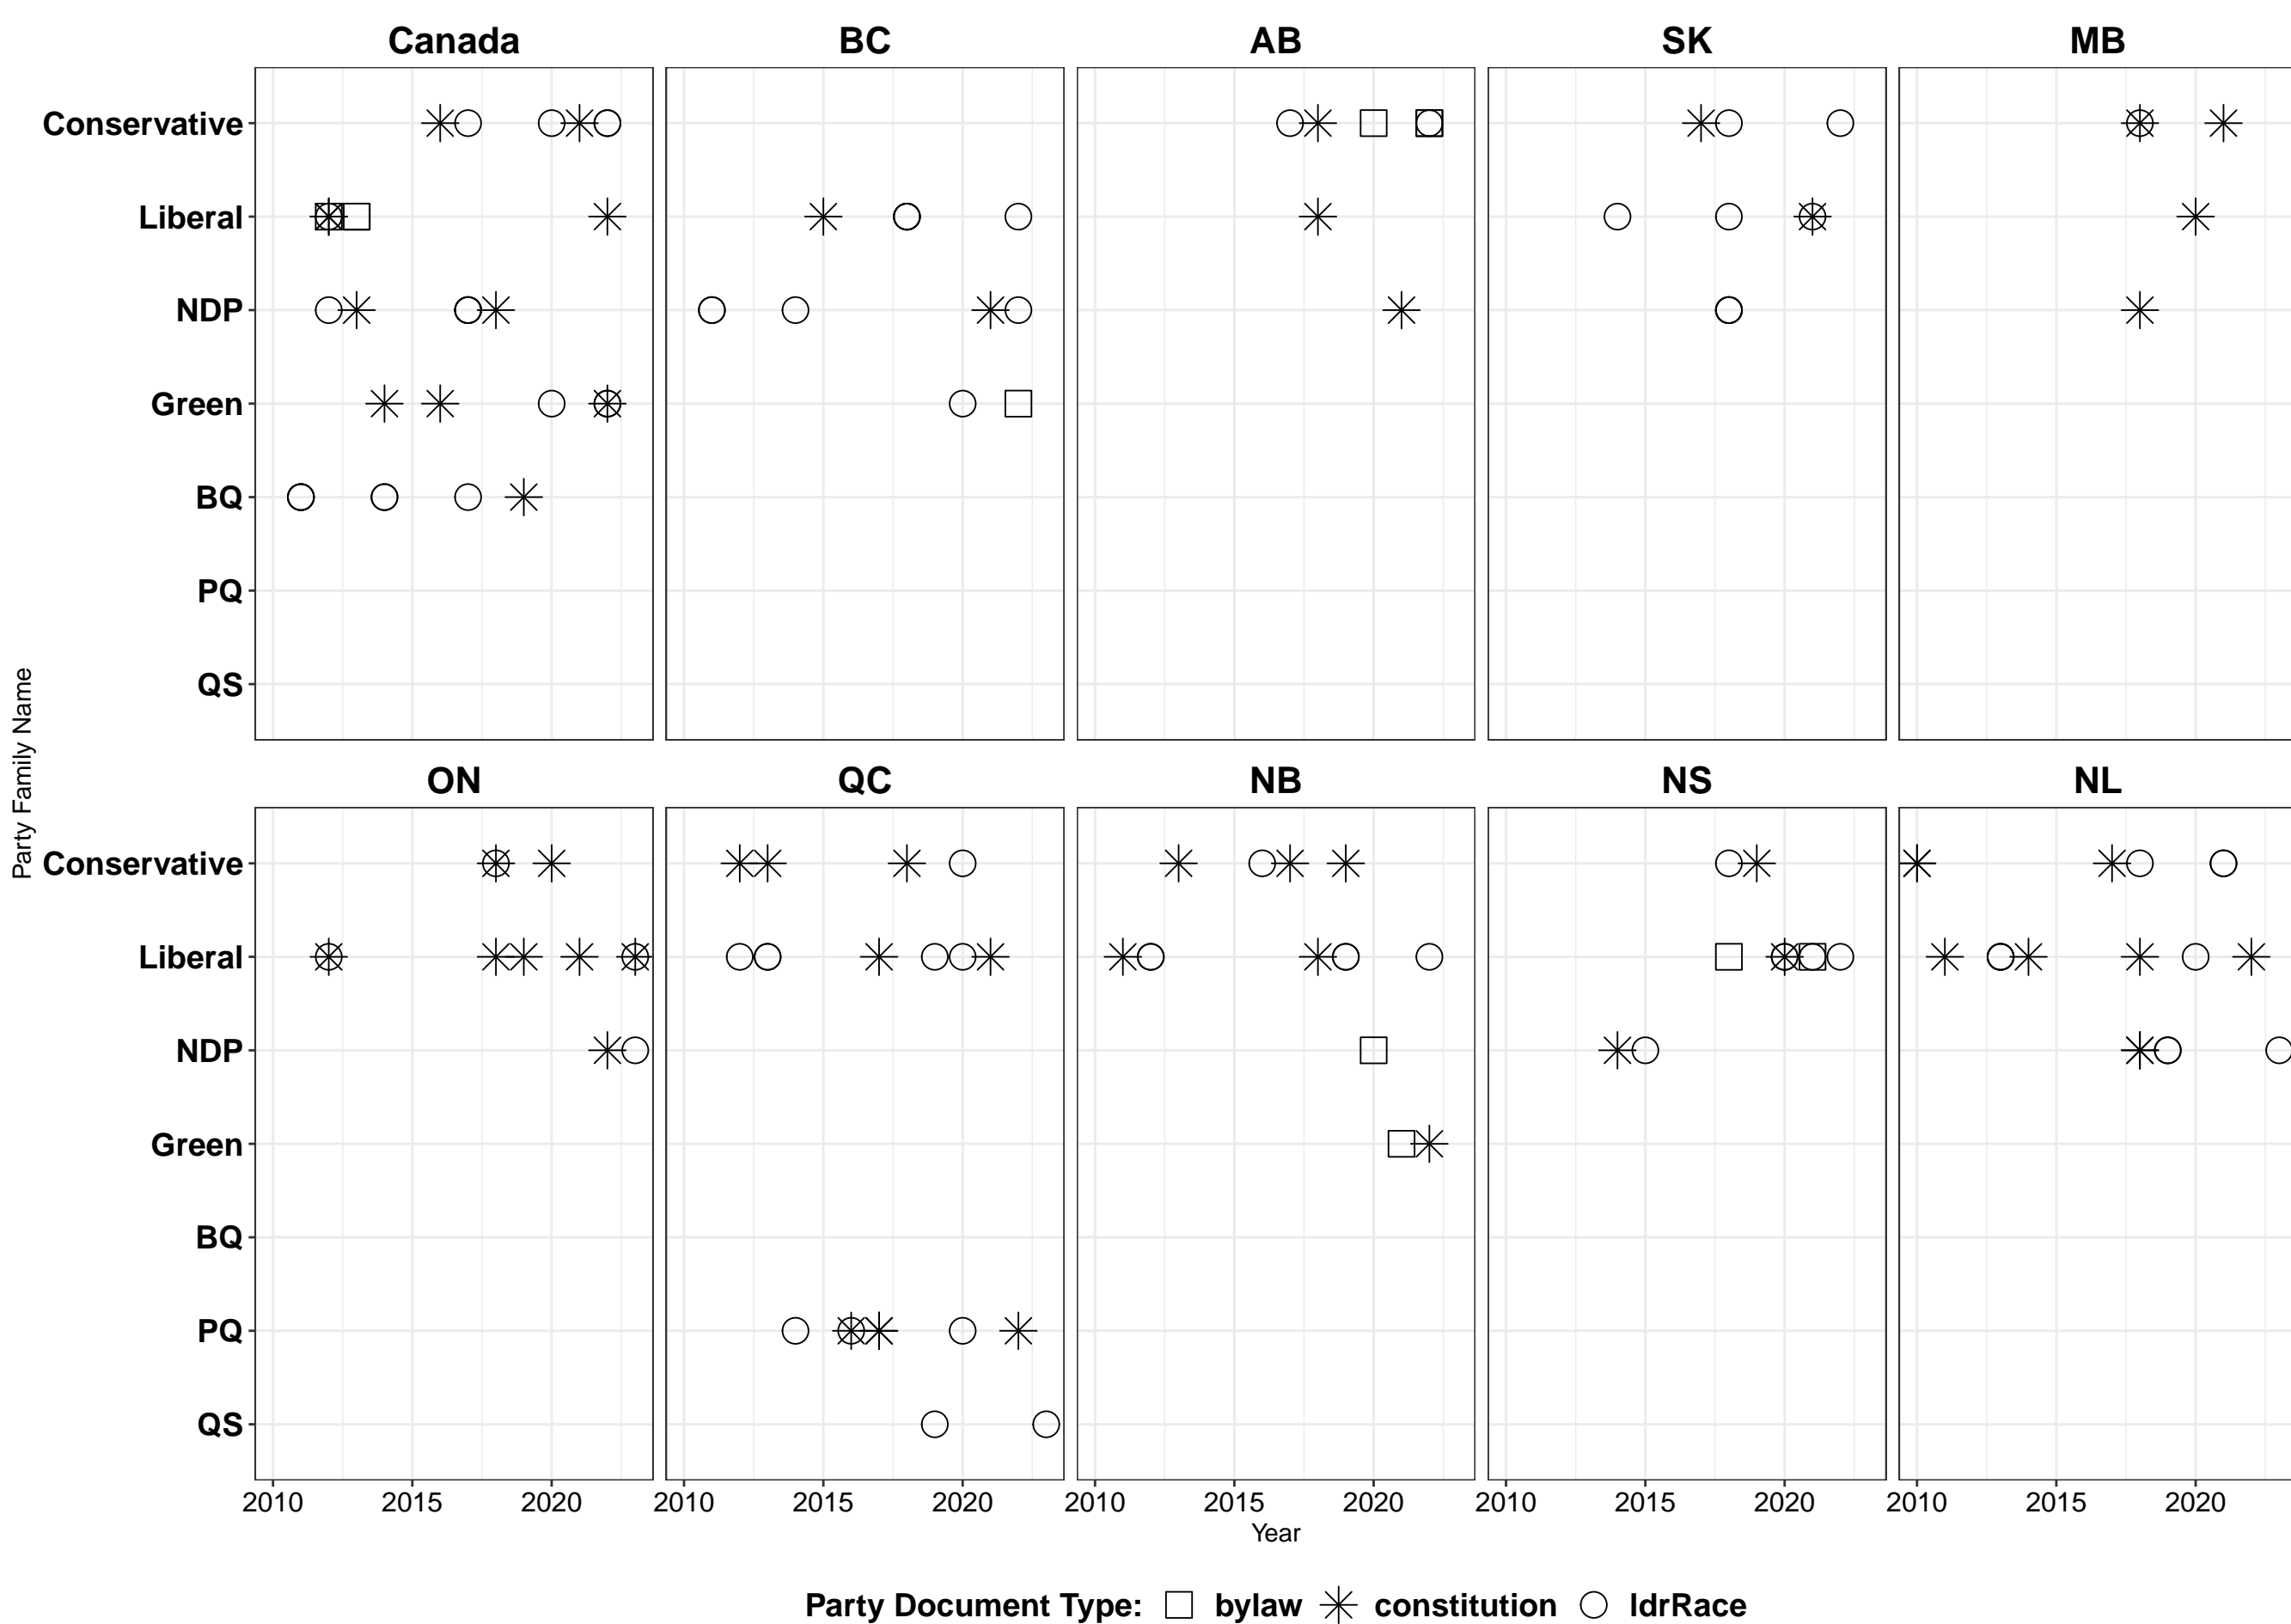 Canada BC AB SK MB
Conservative
Liberal
NDP
Green
BQ
PQ
QS
Party Family Name
ON QC NB NS NL
Conservative
Liberal
NDP
Green
BQ
PQ
QS
2010 2015 2020 2010 2015 2020 2010 2015 2020 2010 2015 2020 2010 2015 2020
Year
Party Document Type: bylaw constitution ldrRace